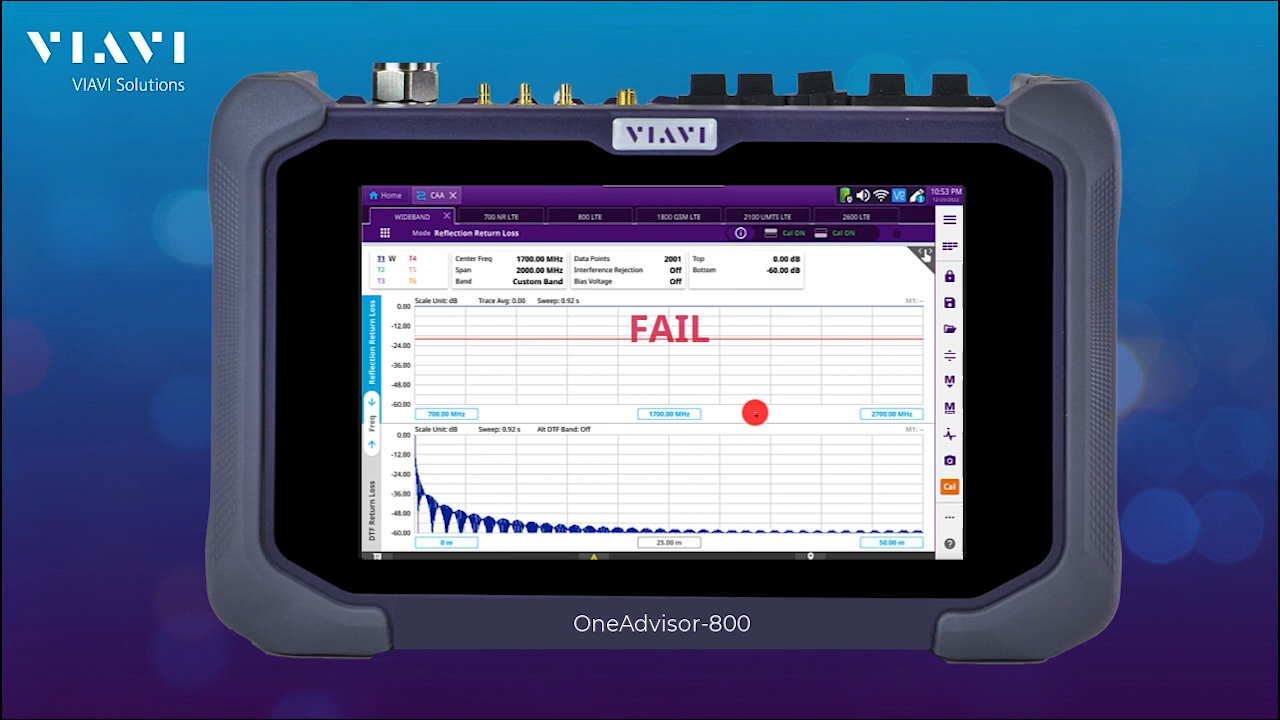 VIAVI
VIAVI Solutions
VIAVI
Home
CAA
10:53 PM
12/25/2022
WIDEBAND
700 NR LTE
800 LTE
1800 GSM LTE
2100 UMTS LTE
2600 LTE
Mode Reflection Return Loss
Cal ON
Cal ON
T1 W T4
T2 T5
T3 T6
Center Freq 1700.00 MHz
Span 2000.00 MHz
Band Custom Band
Data Points 2001
Interference Rejection Off
Bias Voltage Off
Top 0.00 dB
Bottom -60.00 dB
Reflection Return Loss
Freq
DTF Return Loss
Scale Unit: dB Trace Avg: 0.00 Sweep: 0.92 s M1: --
0.00
-12.00
-24.00
-36.00
-48.00
-60.00
FAIL
700.00 MHz
1700.00 MHz
2700.00 MHz
Scale Unit: dB Sweep: 0.92 s Alt DTF Band: Off M1: --
0.00
-12.00
-24.00
-36.00
-48.00
-60.00
0 m
25.00 m
50.00 m
M
M
Cal
OneAdvisor-800